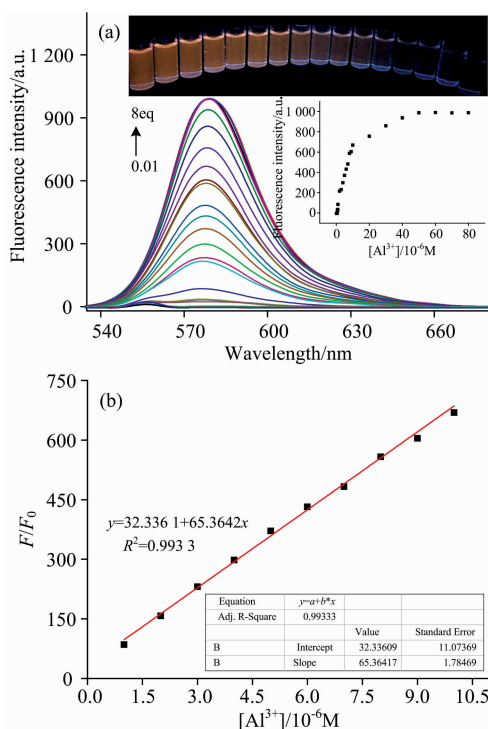 (a)
1 200
900
600
300
0
Fluorescence intensity/a.u.
8eq
0.01
540
570
600
630
660
Wavelength/nm
Fluorescence intensity/a.u.
1 000
800
600
400
200
0
0
20
40
60
80
[Al³⁺]/10⁻⁶M
(b)
750
600
450
300
150
0
F/F₀
y=32.336 1+65.3642x
R²=0.993 3
Equation y=a+b*x
Adj. R-Square 0.99333
Value Standard Error
B Intercept 32.33609 11.07369
B Slope 65.36417 1.78469
0.0 1.5 3.0 4.5 6.0 7.5 9.0 10.5
[Al³⁺]/10⁻⁶M